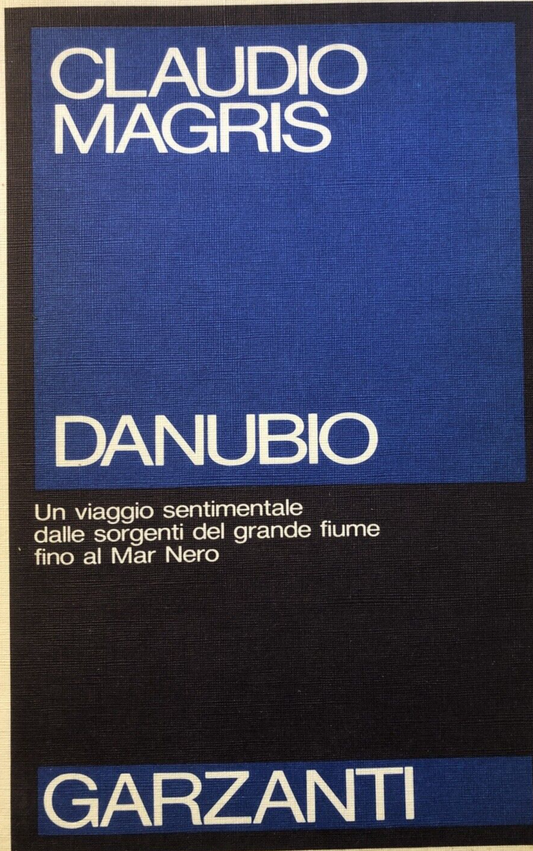 CLAUDIO
MAGRIS
DANUBIO
Un viaggio sentimentale
dalle sorgenti del grande fiume
fino al Mar Nero
GARZANTI